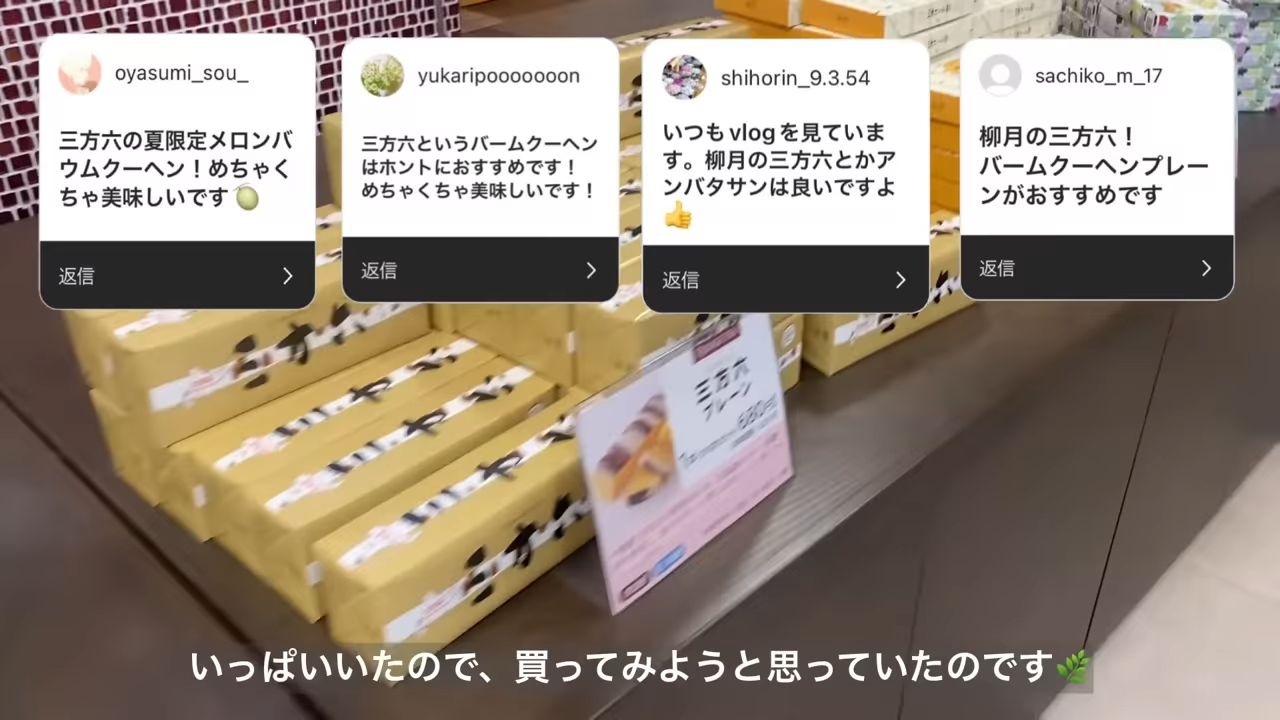 oyasumi_sou_
三方六の夏限定メロンバ
ウムクーヘン！めちゃく
ちゃ美味しいです🍈
返信
yukaripooooooon
三方六というバームクーヘン
はホントにおすすめです！
めちゃくちゃ美味しいです！
返信
shihorin_9.3.54
いつもvlogを見ていま
す。柳月の三方六とかア
ンバタサンは良いですよ
👍
返信
sachiko_m_17
柳月の三方六！
バームクーヘンプレー
ンがおすすめです
返信
三方六
プレーン
680
いっぱいいたので、買ってみようと思っていたのです🌿